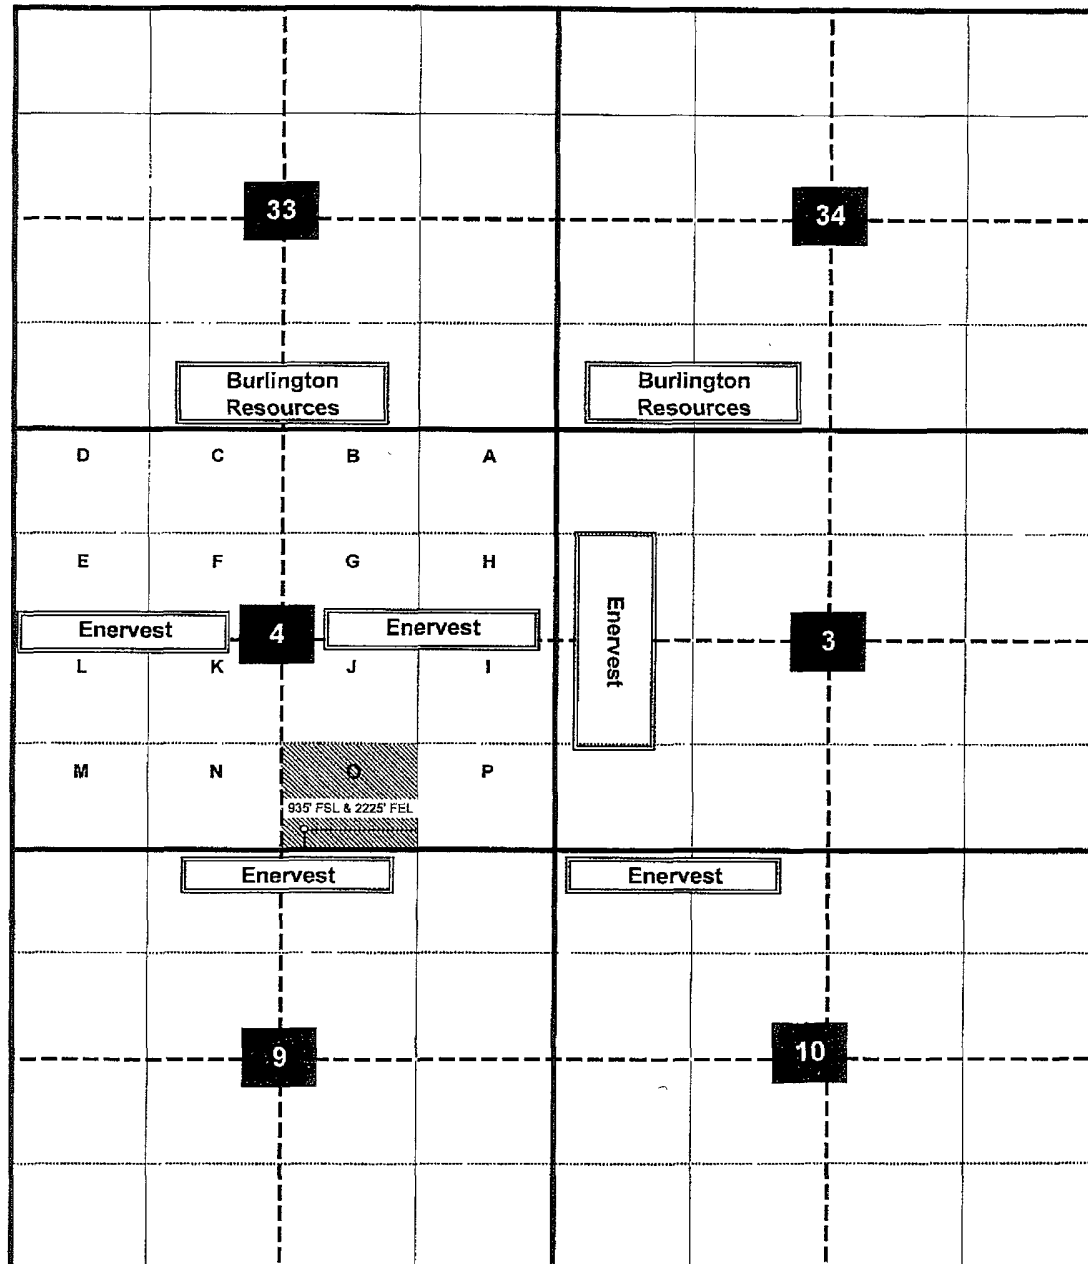 33
34
Burlington
Resources
Burlington
Resources
D C B A
E F G H
Enervest
4
Enervest
Enervest
3
L K J I
M N O P
935' FSL & 2225' FEL
Enervest
Enervest
9
10